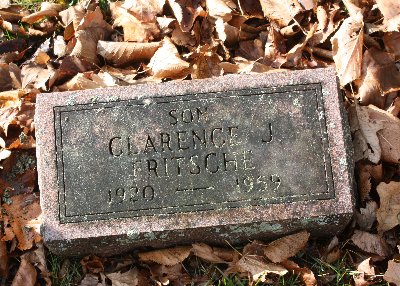 SON
CLARENCE J.
FRITSCHE
1920 — 1959